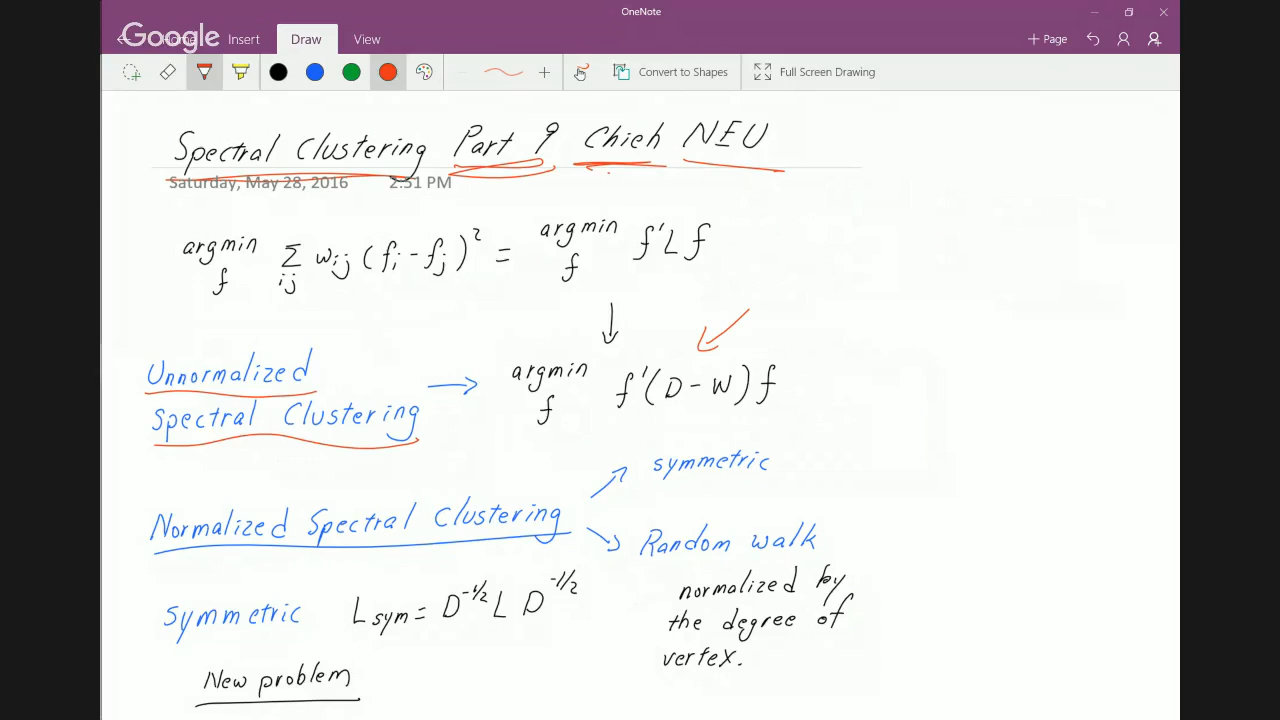 OneNote
Google
Insert Draw View
Page
Convert to Shapes Full Screen Drawing
Spectral Clustering Part 9 Chieh NEU
Saturday, May 28, 2016 2:51 PM
argmin f Σ ij wij (fi - fj)² = argmin f f'L f
Unnormalized
Spectral Clustering → argmin f f'(D - W) f
symmetric
Normalized Spectral Clustering
Random walk
normalized by
the degree of
vertex.
symmetric L sym = D^-1/2 L D^-1/2
New problem